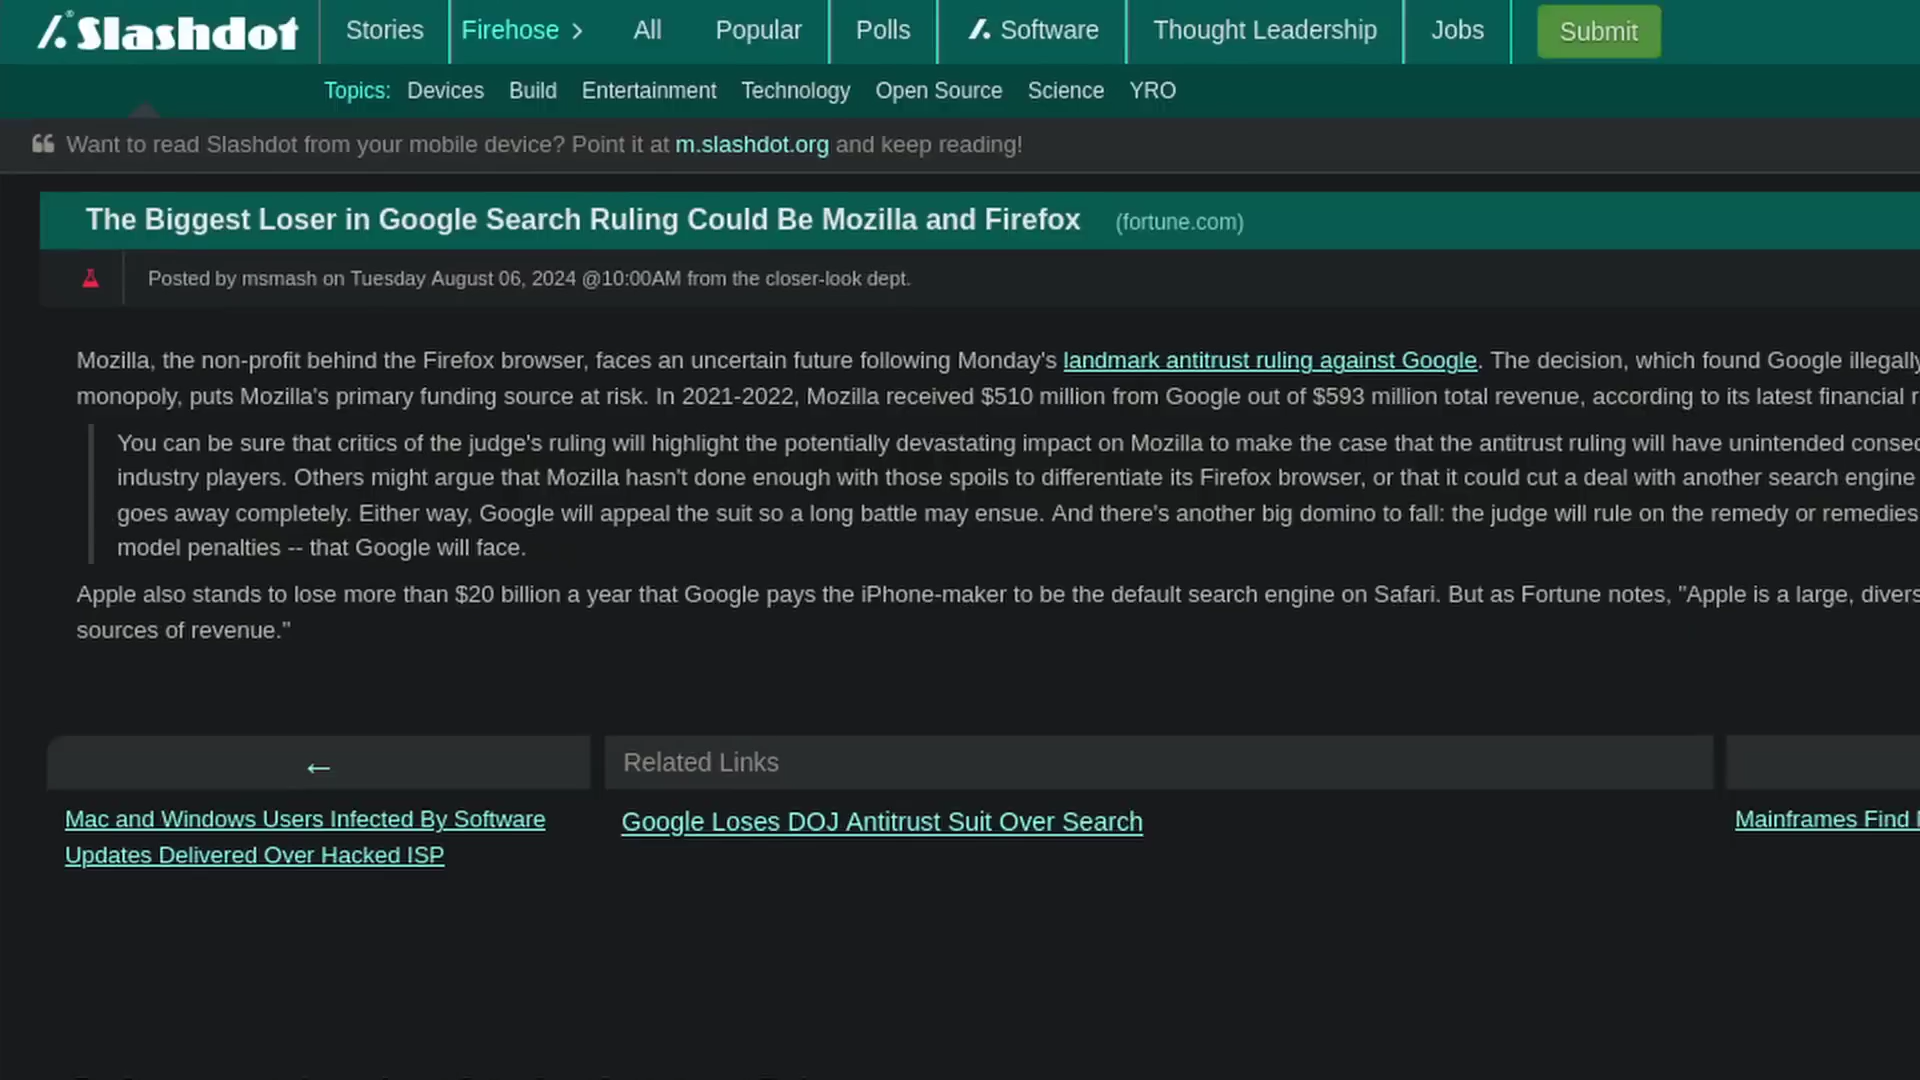 Slashdot Stories Firehose > All Popular Polls Software Thought Leadership Jobs Submit
Topics: Devices Build Entertainment Technology Open Source Science YRO
Want to read Slashdot from your mobile device? Point it at m.slashdot.org and keep reading!
The Biggest Loser in Google Search Ruling Could Be Mozilla and Firefox (fortune.com)
Posted by msmash on Tuesday August 06, 2024 @10:00AM from the closer-look dept.
Mozilla, the non-profit behind the Firefox browser, faces an uncertain future following Monday's landmark antitrust ruling against Google. The decision, which found Google illegally
monopoly, puts Mozilla's primary funding source at risk. In 2021-2022, Mozilla received $510 million from Google out of $593 million total revenue, according to its latest financial r
You can be sure that critics of the judge's ruling will highlight the potentially devastating impact on Mozilla to make the case that the antitrust ruling will have unintended consec
industry players. Others might argue that Mozilla hasn't done enough with those spoils to differentiate its Firefox browser, or that it could cut a deal with another search engine
goes away completely. Either way, Google will appeal the suit so a long battle may ensue. And there's another big domino to fall: the judge will rule on the remedy or remedies
model penalties -- that Google will face.
Apple also stands to lose more than $20 billion a year that Google pays the iPhone-maker to be the default search engine on Safari. But as Fortune notes, "Apple is a large, divers
sources of revenue."
← Related Links
Mac and Windows Users Infected By Software Google Loses DOJ Antitrust Suit Over Search Mainframes Find
Updates Delivered Over Hacked ISP